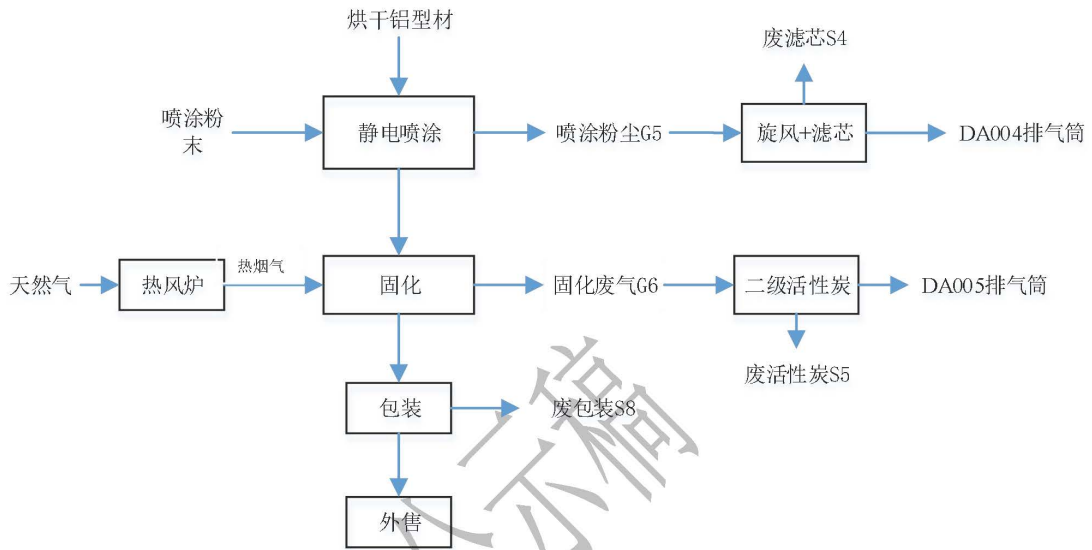 烘干铝型材
废滤芯S4
喷涂粉
末
静电喷涂
喷涂粉尘G5
旋风+滤芯
DA004排气筒
天然气
热风炉
热烟气
固化
固化废气G6
二级活性炭
DA005排气筒
废活性炭S5
包装
废包装S8
外售
示稿